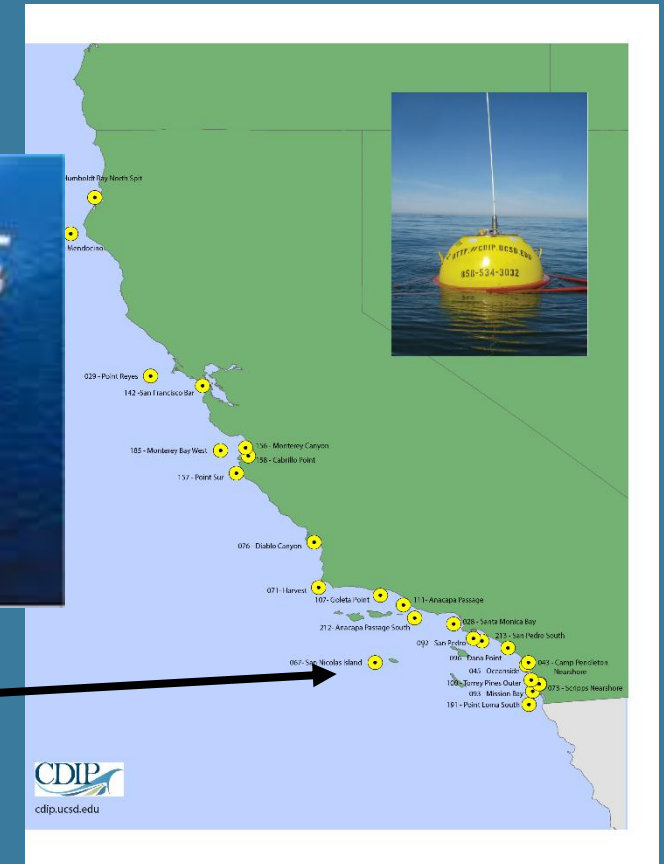 Humboldt Bay North Spit
Mendocino
HTTP://CDIP.UCSD.EDU
858-534-3032
029 - Point Reyes
142 -San Francisco Bar
156 - Monterey Canyon
185 - Monterey Bay West
158 - Cabrillo Point
157 - Point Sur
076 - Diablo Canyon
071- Harvest
107- Goleta Point
111- Anacapa Passage
028 - Santa Monica Bay
212- Anacapa Passage South
213 - San Pedro South
092 - San Pedro
096 - Dana Point
067- San Nicolas Island
043 - Camp Pendleton
Nearshore
045 - Oceanside
100 - Torrey Pines Outer
073 - Scripps Nearshore
093 - Mission Bay
191 - Point Loma South
CDIP
cdip.ucsd.edu